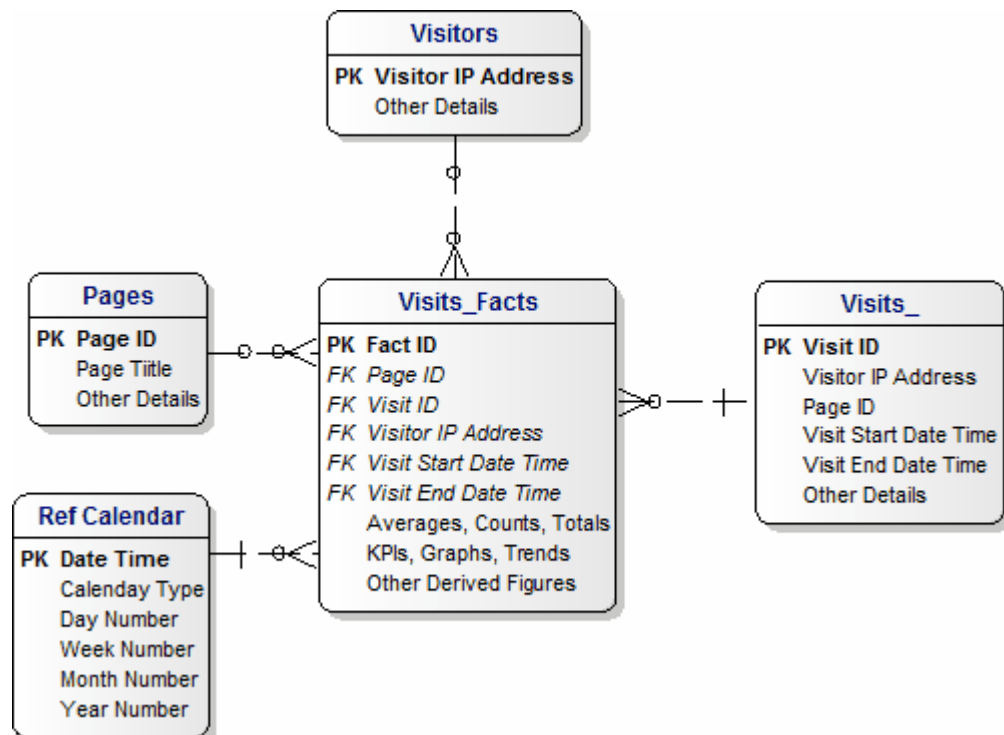 Visitors
PK Visitor IP Address
Other Details
Pages
PK Page ID
Page Tiitle
Other Details
Visits_Facts
PK Fact ID
FK Page ID
FK Visit ID
FK Visitor IP Address
FK Visit Start Date Time
FK Visit End Date Time
Averages, Counts, Totals
KPIs, Graphs, Trends
Other Derived Figures
Visits_
PK Visit ID
Visitor IP Address
Page ID
Visit Start Date Time
Visit End Date Time
Other Details
Ref Calendar
PK Date Time
Calenday Type
Day Number
Week Number
Month Number
Year Number